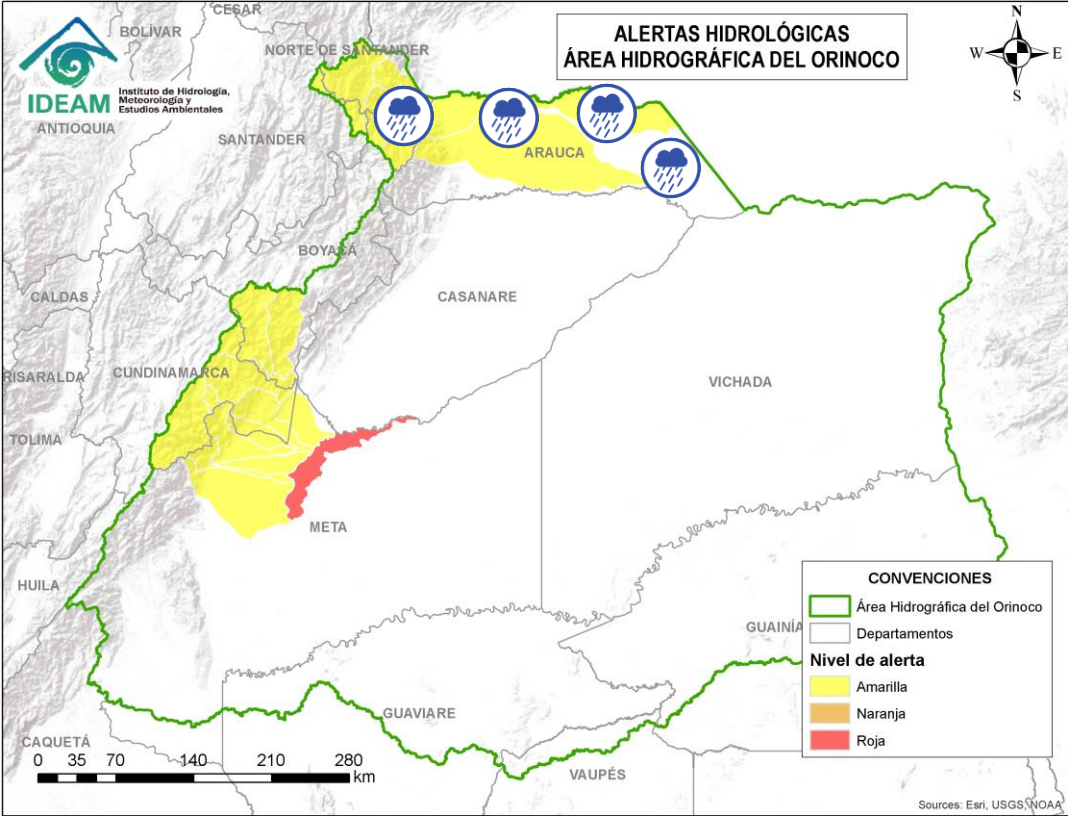 ALERTAS HIDROLÓGICAS
ÁREA HIDROGRÁFICA DEL ORINOCO
N
W
E
S
IDEAM
Instituto de Hidrología,
Meteorología y
Estudios Ambientales
CESAR
BOLÍVAR
NORTE DE SANTANDER
ANTIOQUIA
SANTANDER
ARAUCA
BOYACÁ
CALDAS
CASANARE
RISARALDA
CUNDINAMARCA
VICHADA
TOLIMA
META
HUILA
GUAINÍA
GUAVIARE
CAQUETÁ
VAUPÉS
0 35 70 140 210 280
km
CONVENCIONES
Área Hidrográfica del Orinoco
Departamentos
Nivel de alerta
Amarilla
Naranja
Roja
Sources: Esri, USGS, NOAA